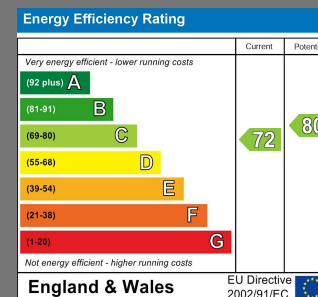 Energy Efficiency Rating
Current
Very energy efficient - lower running costs
(92 plus) A
(81-91) B
(69-80) C
(55-68) D
(39-54) E
(21-38) F
(1-20) G
72
Not energy efficient - higher running costs
England & Wales
EU Directive
2002/91/EC